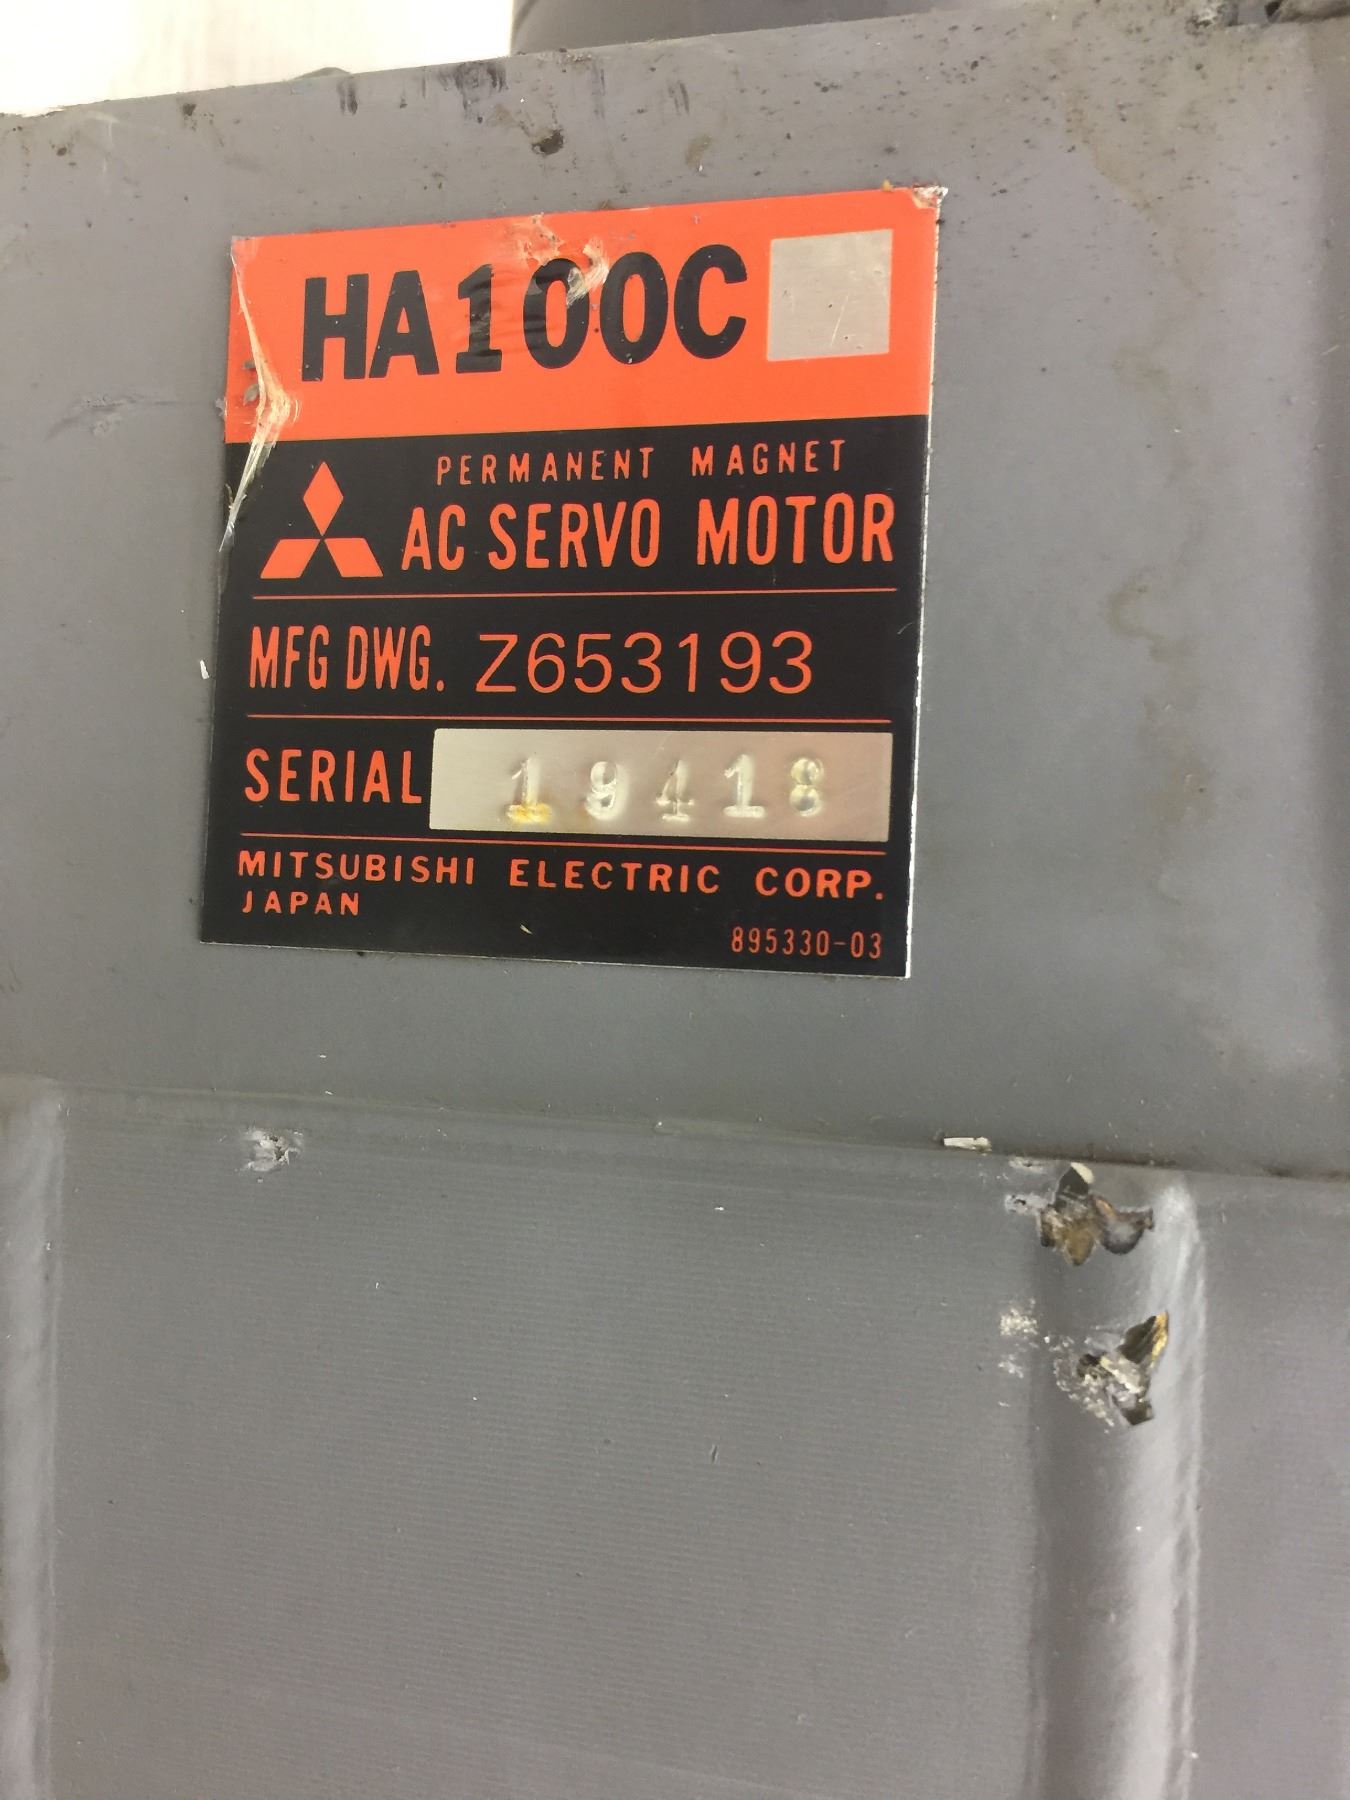 HA100C
PERMANENT MAGNET
AC SERVO MOTOR
MFG DWG. Z653193
SERIAL 19418
MITSUBISHI ELECTRIC CORP.
JAPAN
895330-03